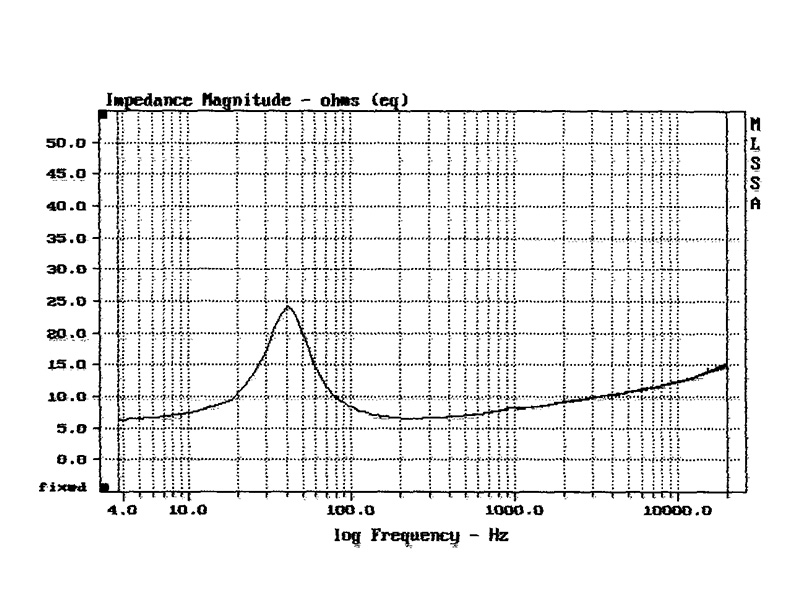 Impedance Magnitude - ohms (eq)
50.0
45.0
40.0
35.0
30.0
25.0
20.0
15.0
10.0
5.0
0.0
fixed
4.0 10.0 100.0 1000.0 10000.0
log Frequency - Hz
M
L
S
S
A